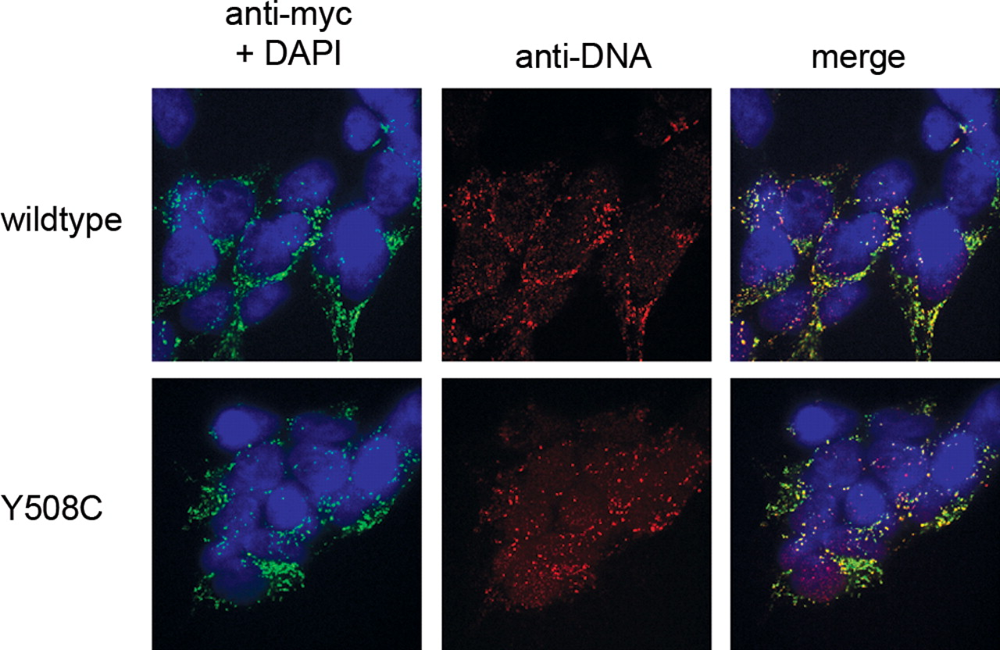 anti-myc
+ DAPI
anti-DNA
merge
wildtype
Y508C